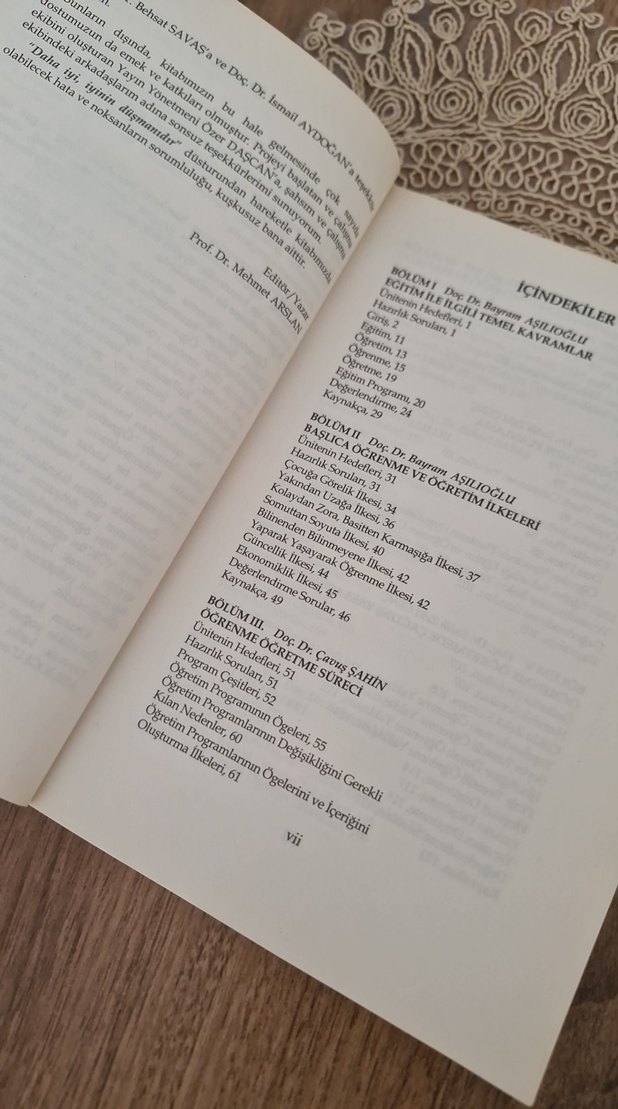 Behsat SAVAŞ'a ve Doç. Dr. İsmail AYDOĞAN'a teşekkür
dışında, kitabımızın bu hale gelmesinde çok sayıda
dostumuzun da emek ve katkıları olmuştur. Projeyi başlatan ve çalışma
ekibini oluşturan Yayın Yönetmeni Özer DAŞCAN'a, şahsım ve çalışma
ekibindeki arkadaşlarım adına sonsuz teşekkürlerimi sunuyorum.
"Daha iyi, iyinin düşmanıdır" düsturundan hareketle kitabımızda
olabilecek hata ve noksanların sorumluluğu, kuşkusuz bana aittir.
Editör/Yazar
Prof. Dr. Mehmet ARSLAN
İÇİNDEKİLER
BÖLÜM I Doç. Dr. Bayram AŞILIOĞLU
EĞİTİM İLE İLGİLİ TEMEL KAVRAMLAR
Ünitenin Hedefleri, 1
Hazırlık Soruları, 1
Giriş, 2
Eğitim, 11
Öğretim, 13
Öğrenme, 15
Öğretme, 19
Eğitim Programı, 20
Değerlendirme, 24
Kaynakça, 29
BÖLÜM II Doç. Dr. Bayram AŞILIOĞLU
BAŞLICA ÖĞRENME VE ÖĞRETİM İLKELERİ
Ünitenin Hedefleri, 31
Hazırlık Soruları, 31
Çocuğa Görelik İlkesi, 34
Yakından Uzağa İlkesi, 36
Kolaydan Zora, Basitten Karmaşığa İlkesi, 37
Somuttan Soyuta İlkesi, 40
Bilinenden Bilinmeyene İlkesi, 42
Yaparak Yaşayarak Öğrenme İlkesi, 42
Güncellik İlkesi, 44
Ekonomiklik İlkesi, 45
Değerlendirme Sorular, 46
Kaynakça, 49
BÖLÜM III. Doç. Dr. Çavuş ŞAHİN
ÖĞRENME ÖĞRETME SÜRECİ
Ünitenin Hedefleri, 51
Hazırlık Soruları, 51
Program Çeşitleri, 52
Öğretim Programının Ögeleri, 55
Öğretim Programlarının Değişikliğini Gerekli
Kılan Nedenler, 60
Öğretim Programlarının Ögelerini ve İçeriğini
Oluşturma İlkeleri, 61
vii